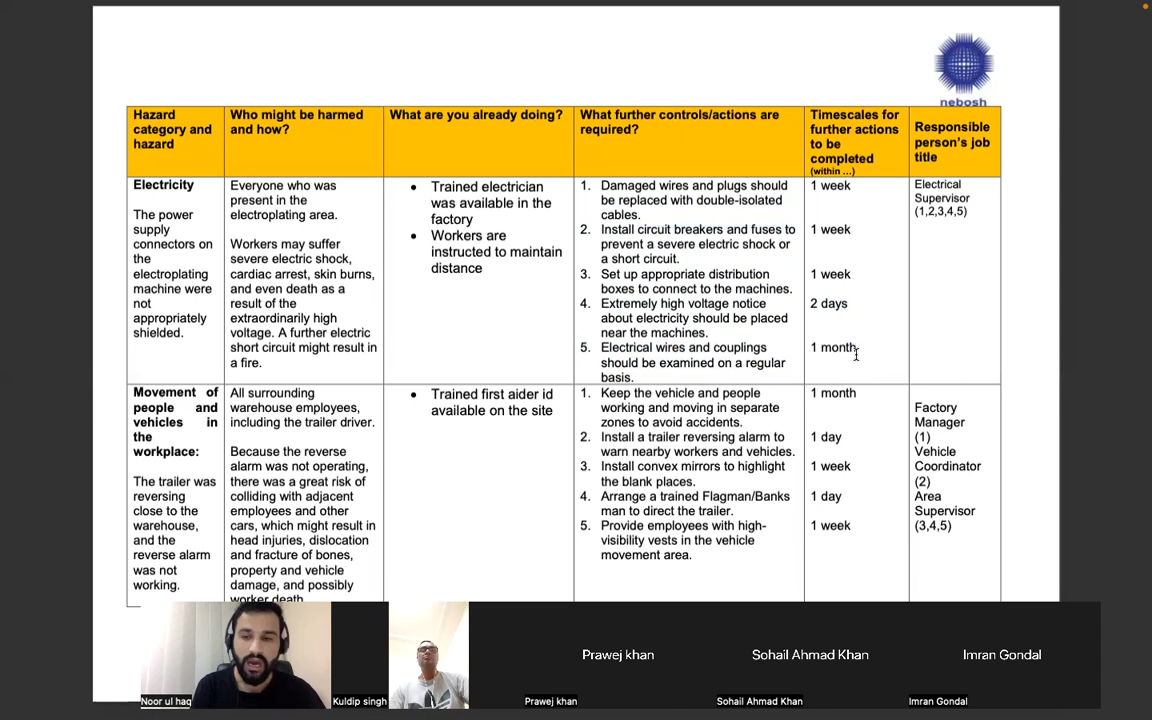 nebosh
Hazard
category and
hazard
Who might be harmed
and how?
What are you already doing?
What further controls/actions are
required?
Timescales for
further actions
to be
completed
(within ...)
Responsible
person's job
title
Electricity
The power
supply
connectors on
the
electroplating
machine were
not
appropriately
shielded.
Everyone who was
present in the
electroplating area.
Workers may suffer
severe electric shock,
cardiac arrest, skin burns,
and even death as a
result of the
extraordinarily high
voltage. A further electric
short circuit might result in
a fire.
• Trained electrician
was available in the
factory
• Workers are
instructed to maintain
distance
1. Damaged wires and plugs should
be replaced with double-isolated
cables.
2. Install circuit breakers and fuses to
prevent a severe electric shock or
a short circuit.
3. Set up appropriate distribution
boxes to connect to the machines.
4. Extremely high voltage notice
about electricity should be placed
near the machines.
5. Electrical wires and couplings
should be examined on a regular
basis.
1 week
1 week
1 week
2 days
1 month
Electrical
Supervisor
(1,2,3,4,5)
Movement of
people and
vehicles in
the
workplace:
The trailer was
reversing
close to the
warehouse,
and the
reverse alarm
was not
working.
All surrounding
warehouse employees,
including the trailer driver.
Because the reverse
alarm was not operating,
there was a great risk of
colliding with adjacent
employees and other
cars, which might result in
head injuries, dislocation
and fracture of bones,
property and vehicle
damage, and possibly
worker death
• Trained first aider id
available on the site
1. Keep the vehicle and people
working and moving in separate
zones to avoid accidents.
2. Install a trailer reversing alarm to
warn nearby workers and vehicles.
3. Install convex mirrors to highlight
the blank places.
4. Arrange a trained Flagman/Banks
man to direct the trailer.
5. Provide employees with high-
visibility vests in the vehicle
movement area.
1 month
1 day
1 week
1 day
1 week
Factory
Manager
(1)
Vehicle
Coordinator
(2)
Area
Supervisor
(3,4,5)
Noor ul haq
Kuldip singh
Prawej khan
Prawej khan
Sohail Ahmad Khan
Sohail Ahmad Khan
Imran Gondal
Imran Gondal